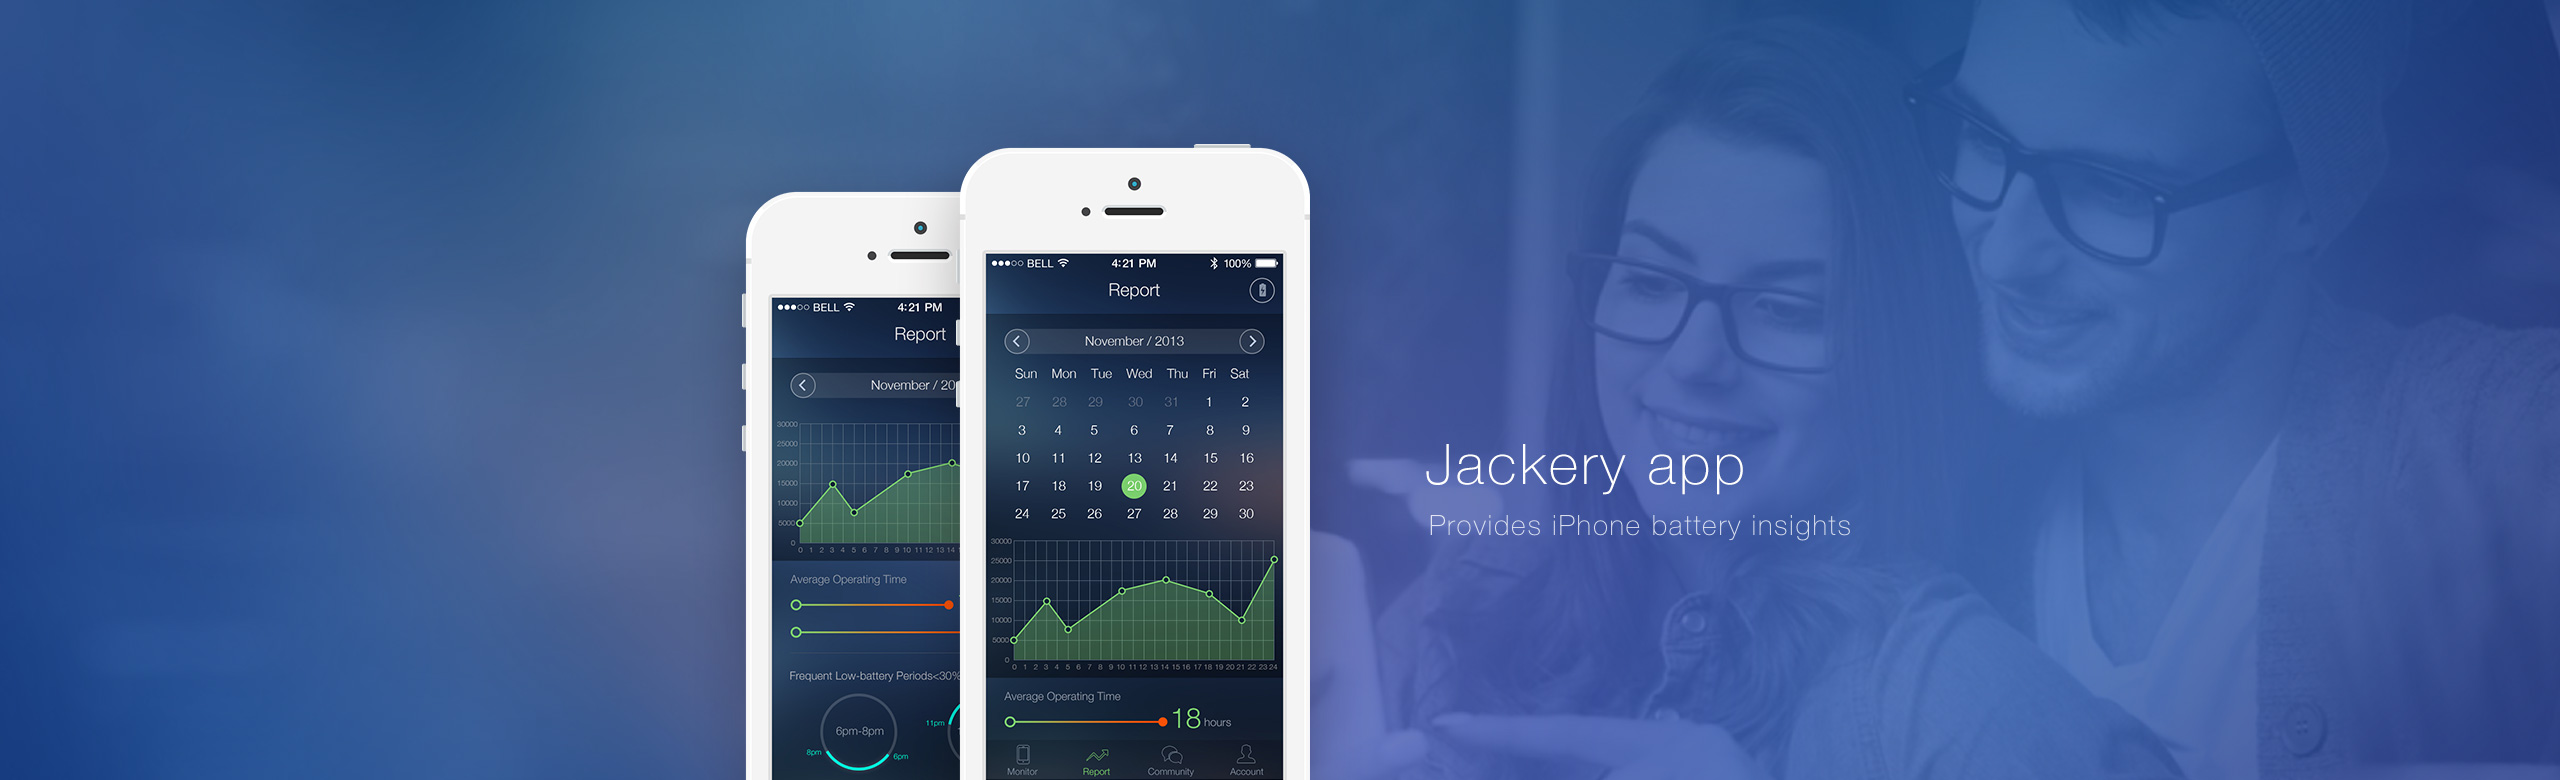 BELL 4:21 PM
Report
November / 20
30000
25000
20000
15000
10000
5000
0
0 1 2 3 4 5 6 7 8 9 10 11 12 13 14
Average Operating Time
Frequent Low-battery Periods<30%
6pm-8pm
8pm 6pm
11pm
BELL 4:21 PM 100%
Report
November / 2013
Sun Mon Tue Wed Thu Fri Sat
27 28 29 30 31 1 2
3 4 5 6 7 8 9
10 11 12 13 14 15 16
17 18 19 20 21 22 23
24 25 26 27 28 29 30
30000
25000
20000
15000
10000
5000
0
0 1 2 3 4 5 6 7 8 9 10 11 12 13 14 15 16 17 18 19 20 21 22 23 24
Average Operating Time
18 hours
Monitor Report Community Account
Jackery app
Provides iPhone battery insights